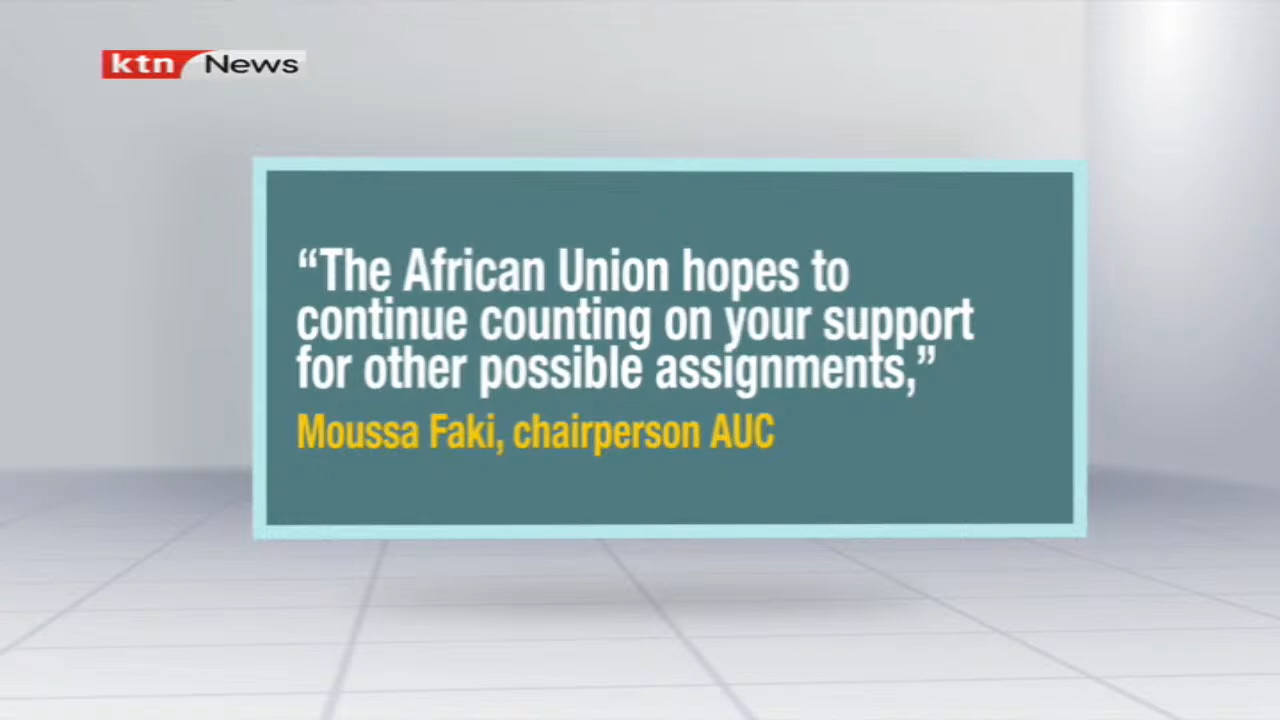 ktn News
“The African Union hopes to
continue counting on your support
for other possible assignments,”
Moussa Faki, chairperson AUC